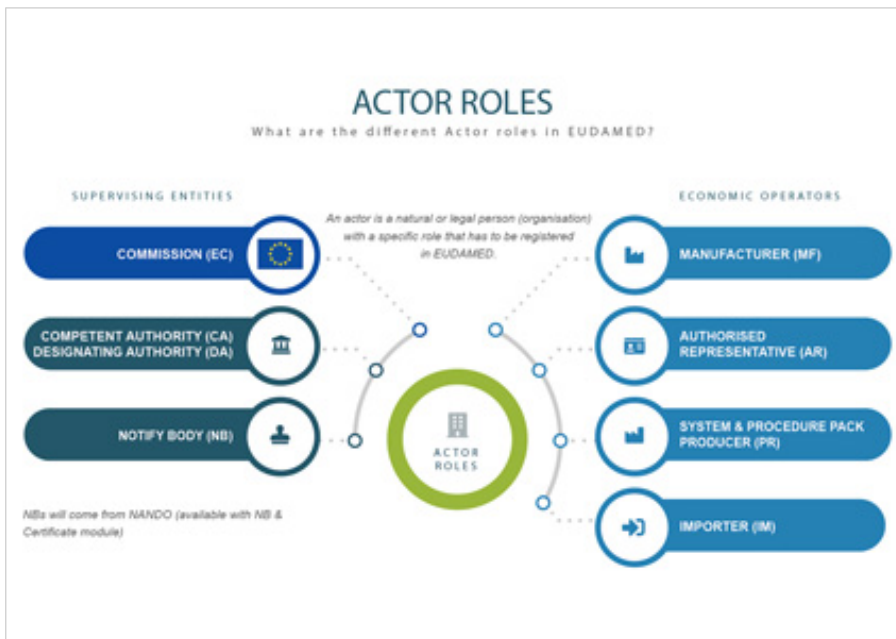 ACTOR ROLES
What are the different Actor roles in EUDAMED?
SUPERVISING ENTITIES
COMMISSION (EC)
COMPETENT AUTHORITY (CA)
DESIGNATING AUTHORITY (DA)
NOTIFY BODY (NB)
NBs will come from NANDO (available with NB &
Certificate module)
An actor is a natural or legal person (organisation)
with a specific role that has to be registered
in EUDAMED.
ACTOR
ROLES
ECONOMIC OPERATORS
MANUFACTURER (MF)
AUTHORISED
REPRESENTATIVE (AR)
SYSTEM & PROCEDURE PACK
PRODUCER (PR)
IMPORTER (IM)